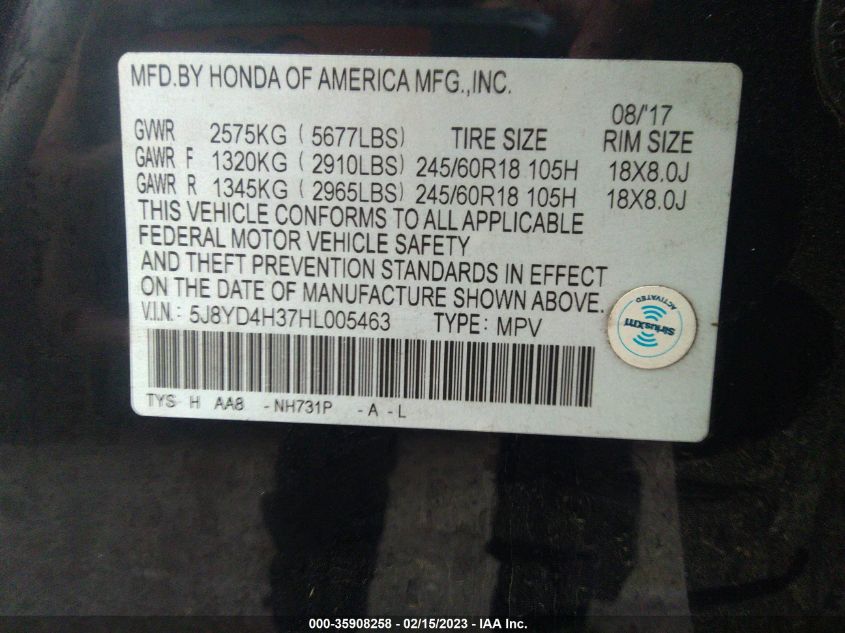 MFD.BY HONDA OF AMERICA MFG.,INC.
08/'17
GVWR 2575KG ( 5677LBS) TIRE SIZE RIM SIZE
GAWR F 1320KG ( 2910LBS) 245/60R18 105H 18X8.0J
GAWR R 1345KG ( 2965LBS) 245/60R18 105H 18X8.0J
THIS VEHICLE CONFORMS TO ALL APPLICABLE
FEDERAL MOTOR VEHICLE SAFETY
AND THEFT PREVENTION STANDARDS IN EFFECT
ON THE DATE OF MANUFACTURE SHOWN ABOVE.
V.I.N.: 5J8YD4H37HL005463 TYPE: MPV
ACTIVATED
siriusxm
TYS H AA8 -NH731P -A -L
000-35908258 - 02/15/2023 - IAA Inc.